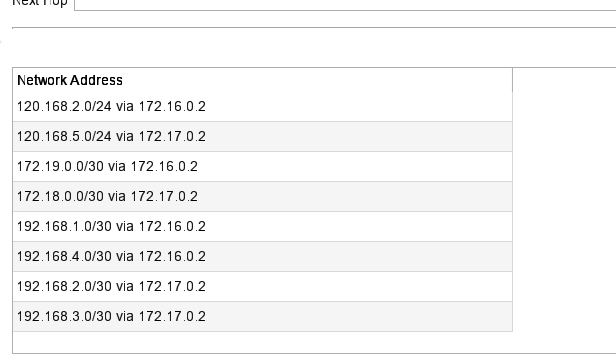 Next Hop
Network Address
120.168.2.0/24 via 172.16.0.2
120.168.5.0/24 via 172.17.0.2
172.19.0.0/30 via 172.16.0.2
172.18.0.0/30 via 172.17.0.2
192.168.1.0/30 via 172.16.0.2
192.168.4.0/30 via 172.16.0.2
192.168.2.0/30 via 172.17.0.2
192.168.3.0/30 via 172.17.0.2